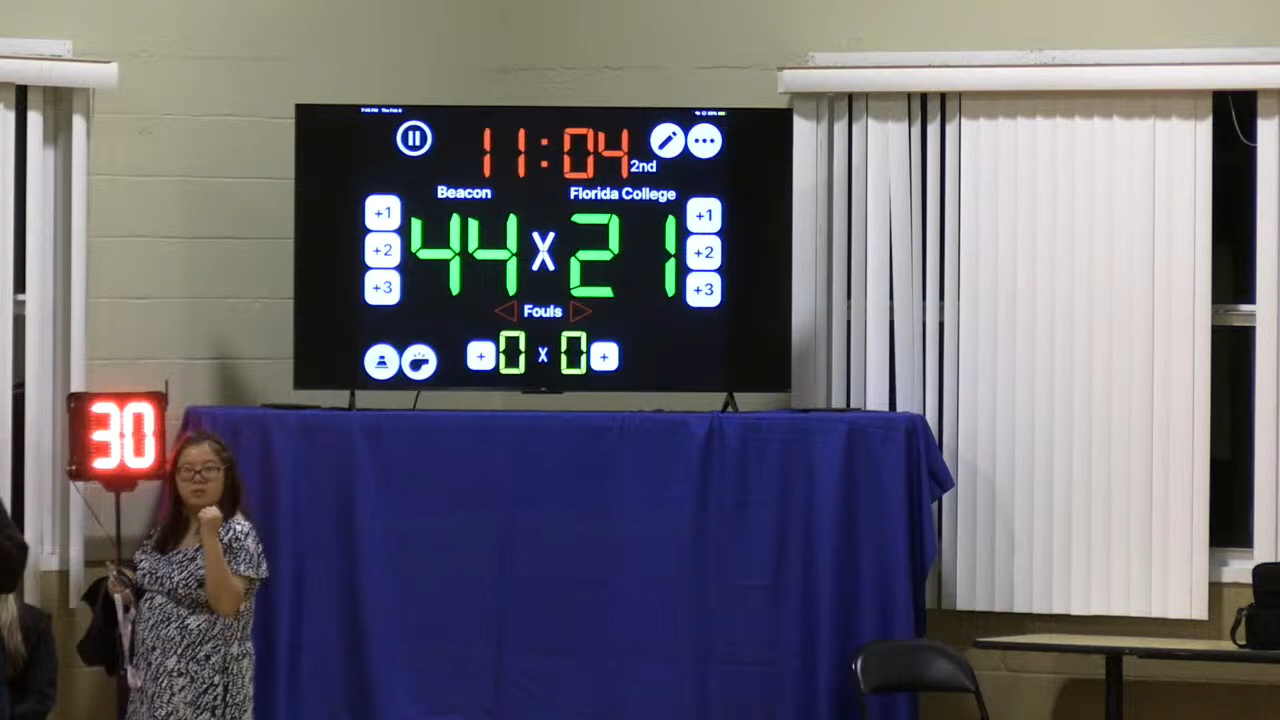 11:04
2nd
Beacon Florida College
+1 +1
44 X 21
+2 +2
+3 +3
Fouls
+ 0 X 0 +
30